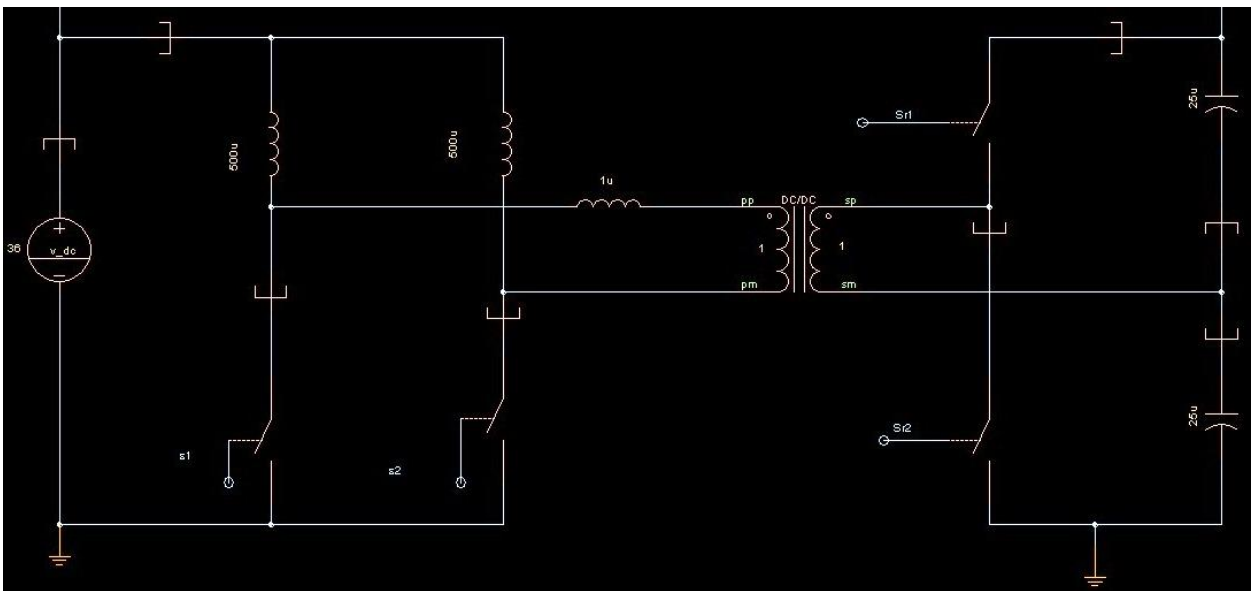 25u
Sr1
500u
500u
1u
pp
DC/DC
sp
36
+
v_dc
−
1
1
pm
sm
25u
Sr2
s1
s2